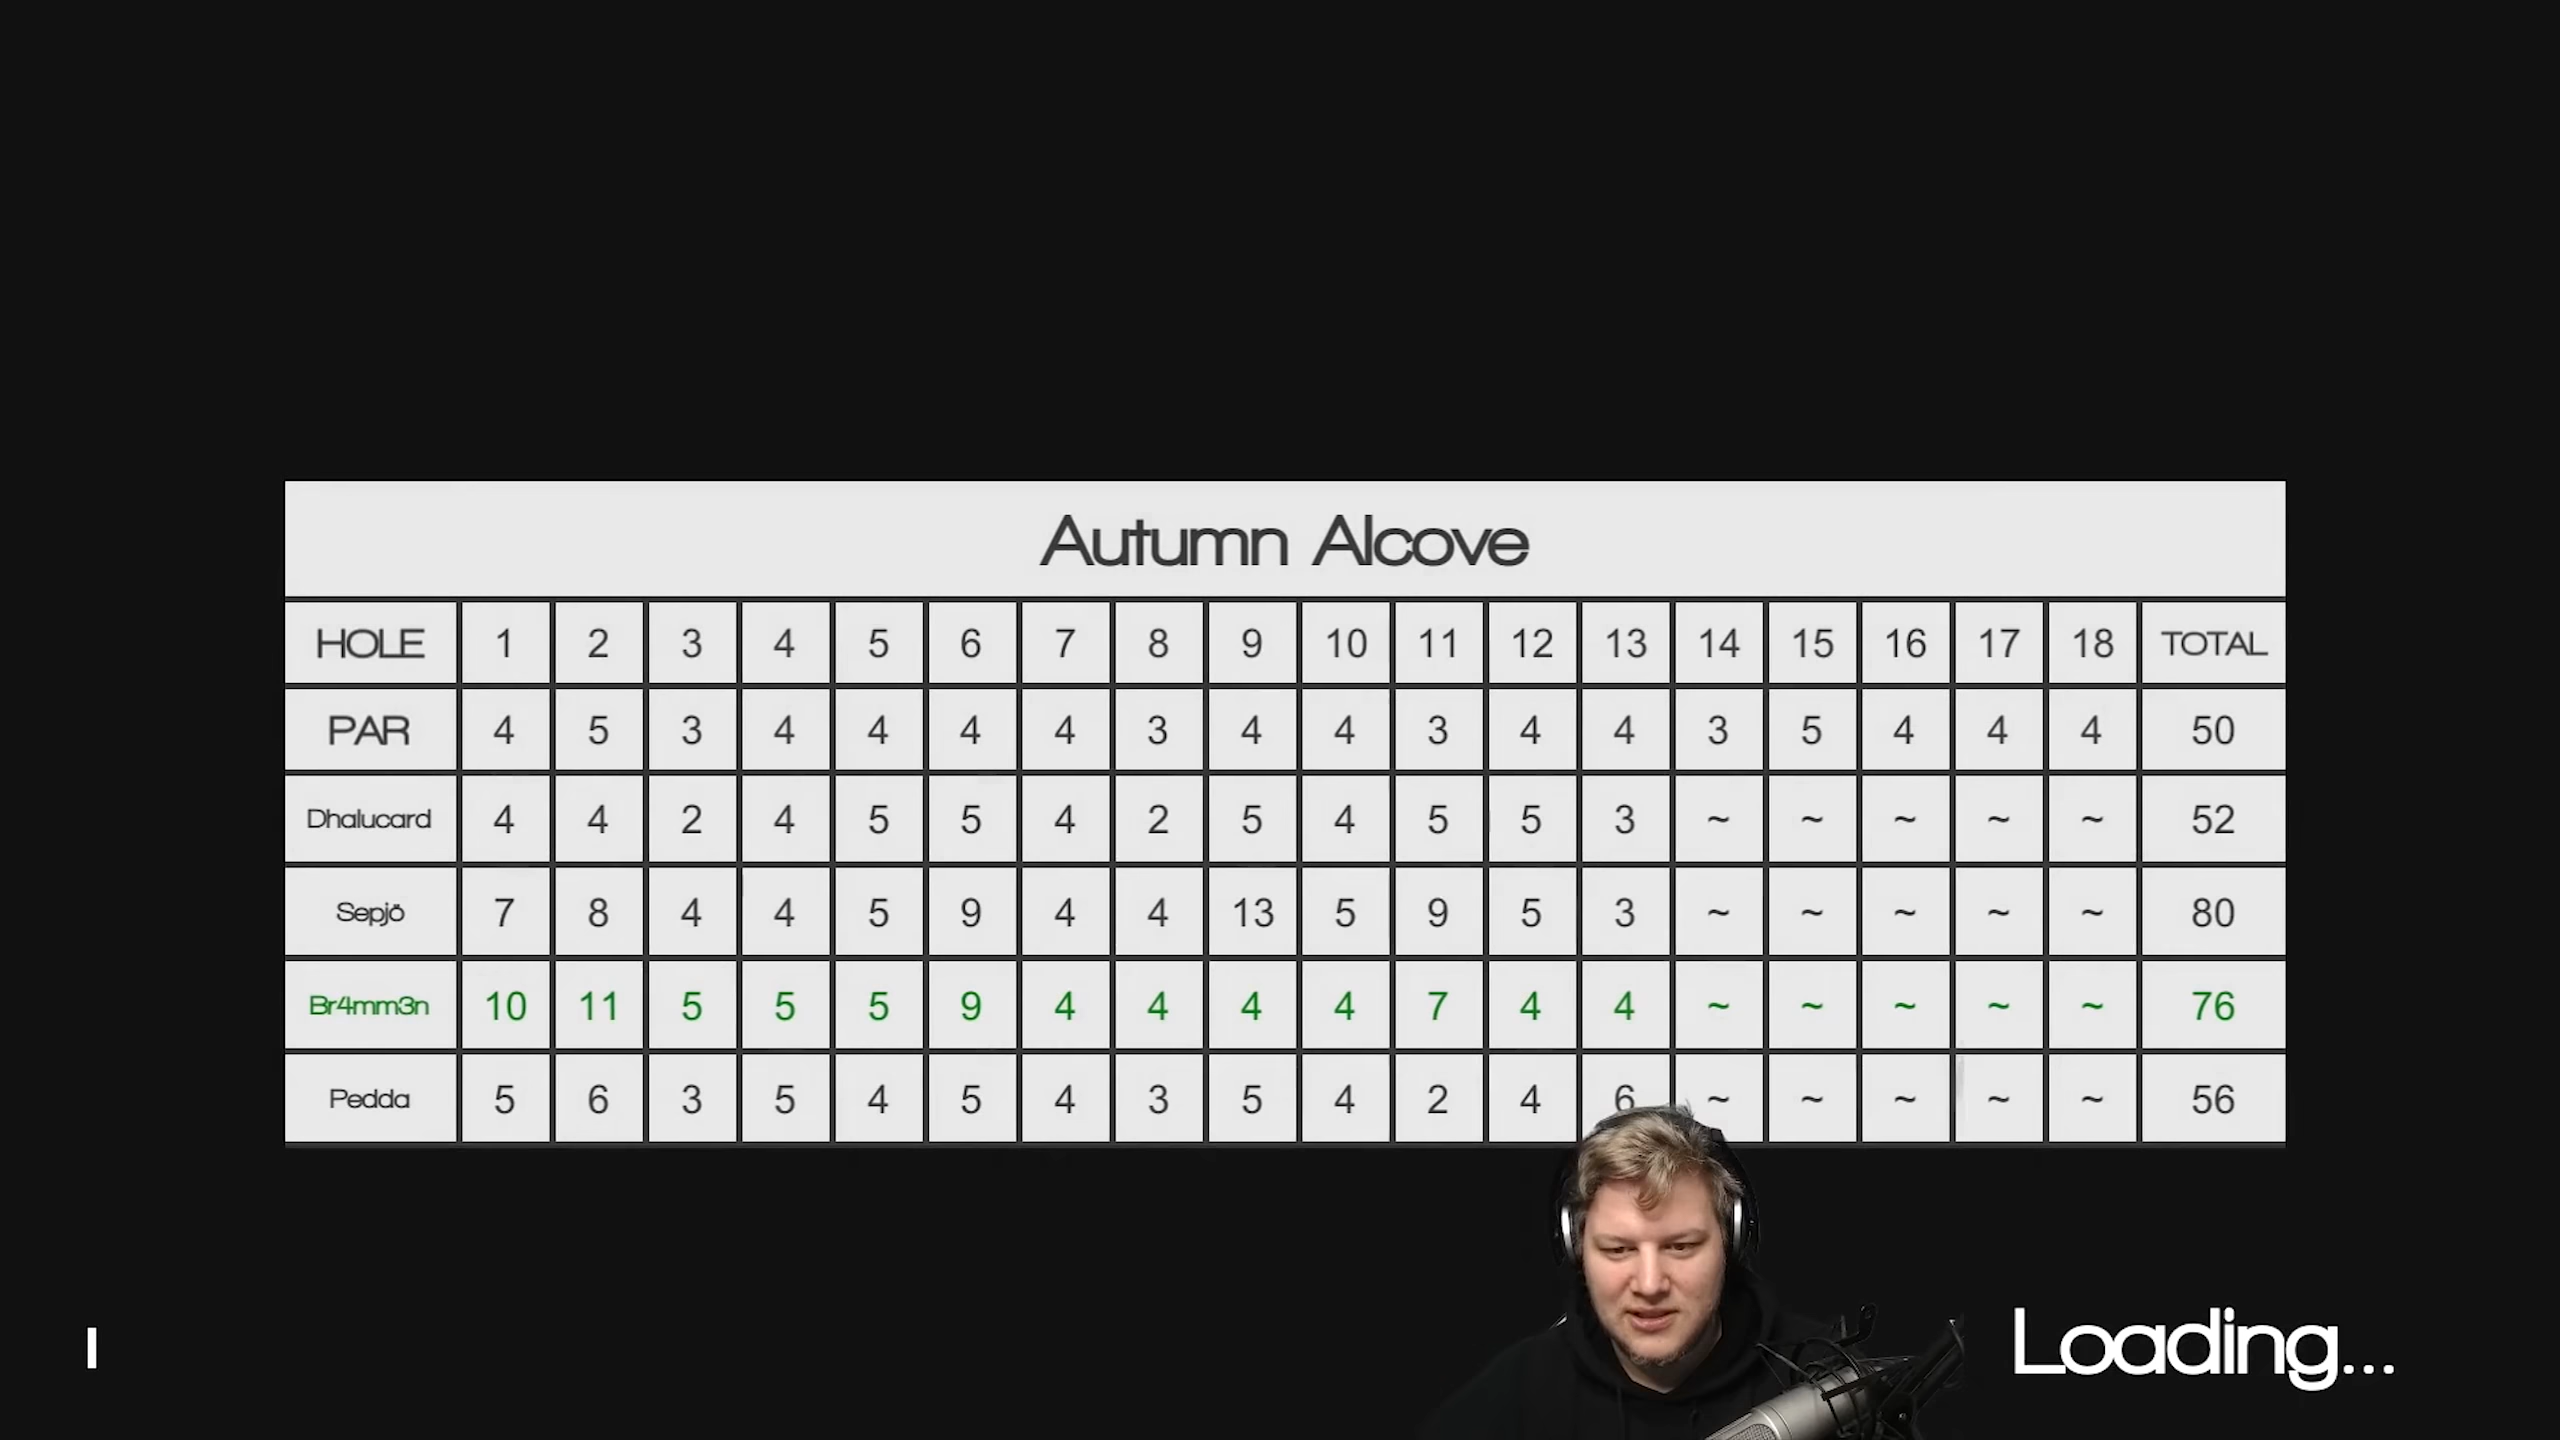 Autumn Alcove
HOLE 1 2 3 4 5 6 7 8 9 10 11 12 13 14 15 16 17 18 TOTAL
PAR 4 5 3 4 4 4 4 3 4 4 3 4 4 3 5 4 4 4 50
Dhalucard 4 4 2 4 5 5 4 2 5 4 5 5 3 ~ ~ ~ ~ ~ 52
Sepjö 7 8 4 4 5 9 4 4 13 5 9 5 3 ~ ~ ~ ~ ~ 80
Br4mm3n 10 11 5 5 5 9 4 4 4 4 7 4 4 ~ ~ ~ ~ ~ 76
Pedda 5 6 3 5 4 5 4 3 5 4 2 4 6 ~ ~ ~ ~ ~ 56
Loading...